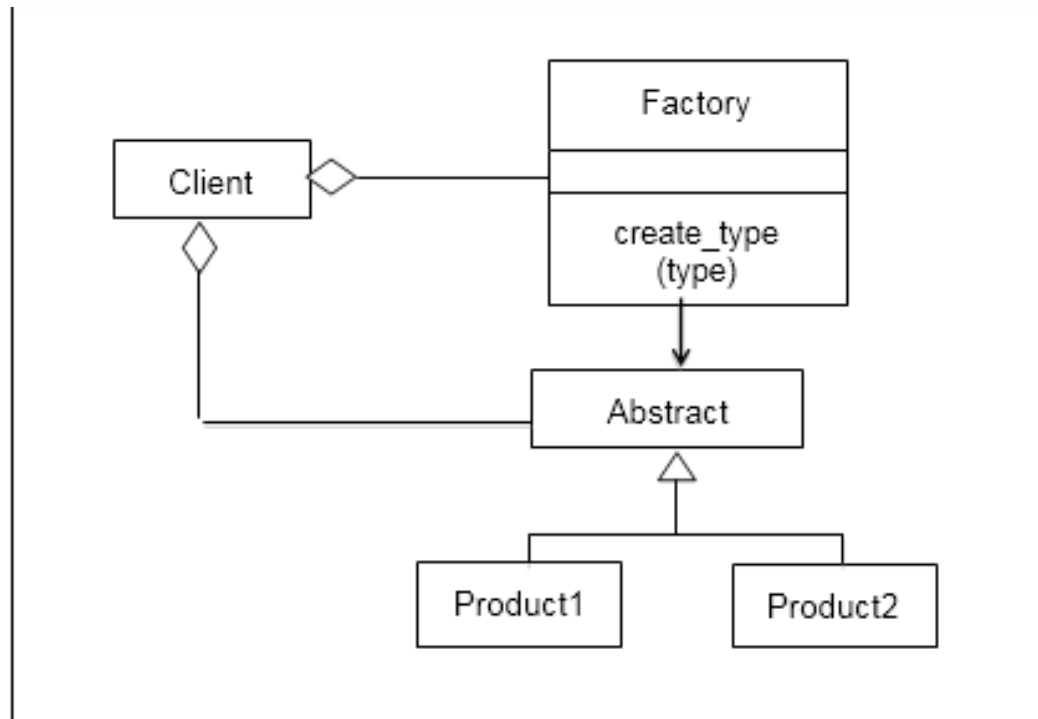 Factory
Client
create_type
(type)
Abstract
Product1
Product2